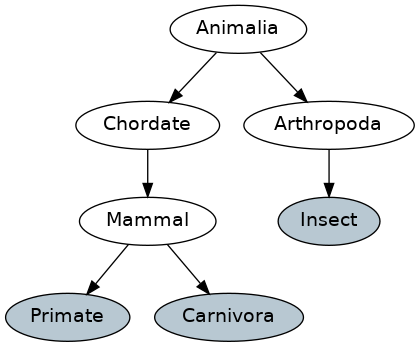 Animalia
Chordate
Arthropoda
Mammal
Insect
Primate
Carnivora